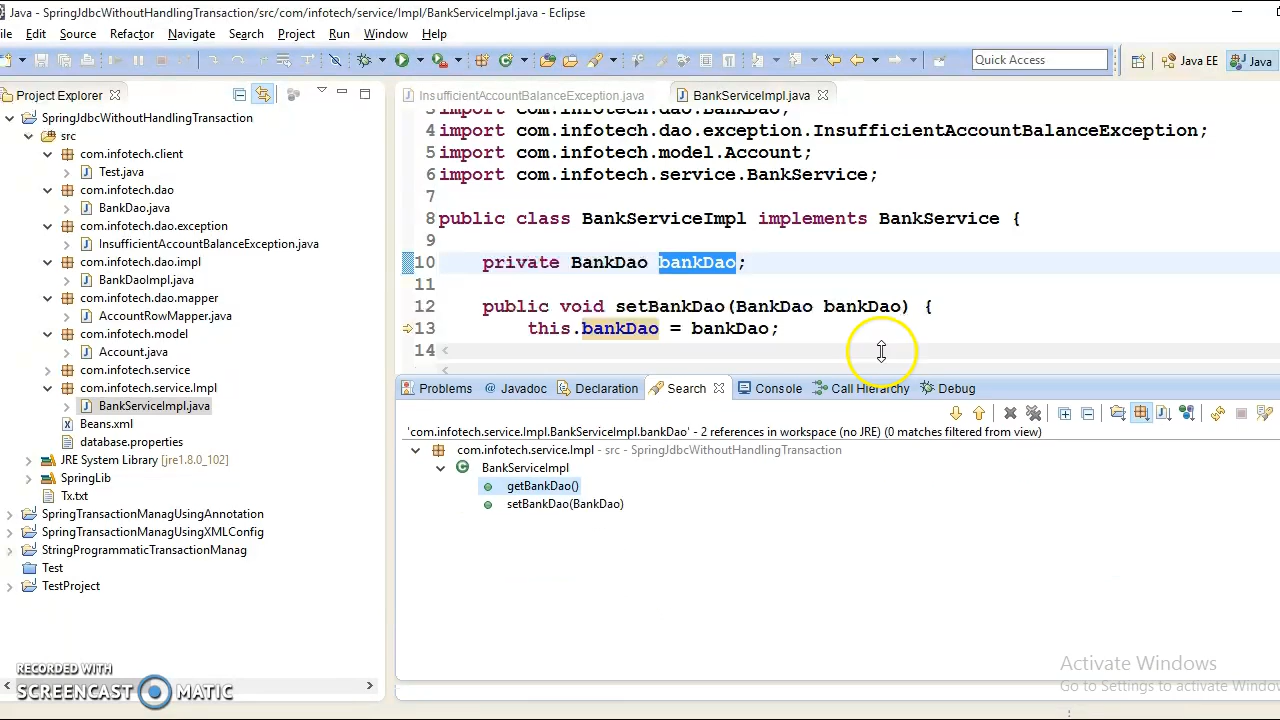 Java - SpringJdbcWithoutHandlingTransaction/src/com/infotech/service/Impl/BankServiceImpl.java - Eclipse
ile Edit Source Refactor Navigate Search Project Run Window Help
Quick Access
Java EE
Java
Project Explorer
SpringJdbcWithoutHandlingTransaction
src
com.infotech.client
Test.java
com.infotech.dao
BankDao.java
com.infotech.dao.exception
InsufficientAccountBalanceException.java
com.infotech.dao.impl
BankDaoImpl.java
com.infotech.dao.mapper
AccountRowMapper.java
com.infotech.model
Account.java
com.infotech.service
com.infotech.service.Impl
BankServiceImpl.java
Beans.xml
database.properties
JRE System Library [jre1.8.0_102]
SpringLib
Tx.txt
SpringTransactionManagUsingAnnotation
SpringTransactionManagUsingXMLConfig
StringProgrammaticTransactionManag
Test
TestProject
InsufficientAccountBalanceException.java
BankServiceImpl.java
3 import com.infotech.dao.BankDao;
4 import com.infotech.dao.exception.InsufficientAccountBalanceException;
5 import com.infotech.model.Account;
6 import com.infotech.service.BankService;
7
8 public class BankServiceImpl implements BankService {
9
10 private BankDao bankDao;
11
12 public void setBankDao(BankDao bankDao) {
13 this.bankDao = bankDao;
14
Problems @ Javadoc Declaration Search Console Call Hierarchy Debug
'com.infotech.service.Impl.BankServiceImpl.bankDao' - 2 references in workspace (no JRE) (0 matches filtered from view)
com.infotech.service.Impl - src - SpringJdbcWithoutHandlingTransaction
BankServiceImpl
getBankDao()
setBankDao(BankDao)
Activate Windows
Go to Settings to activate Windo
RECORDED WITH
SCREENCAST MATIC